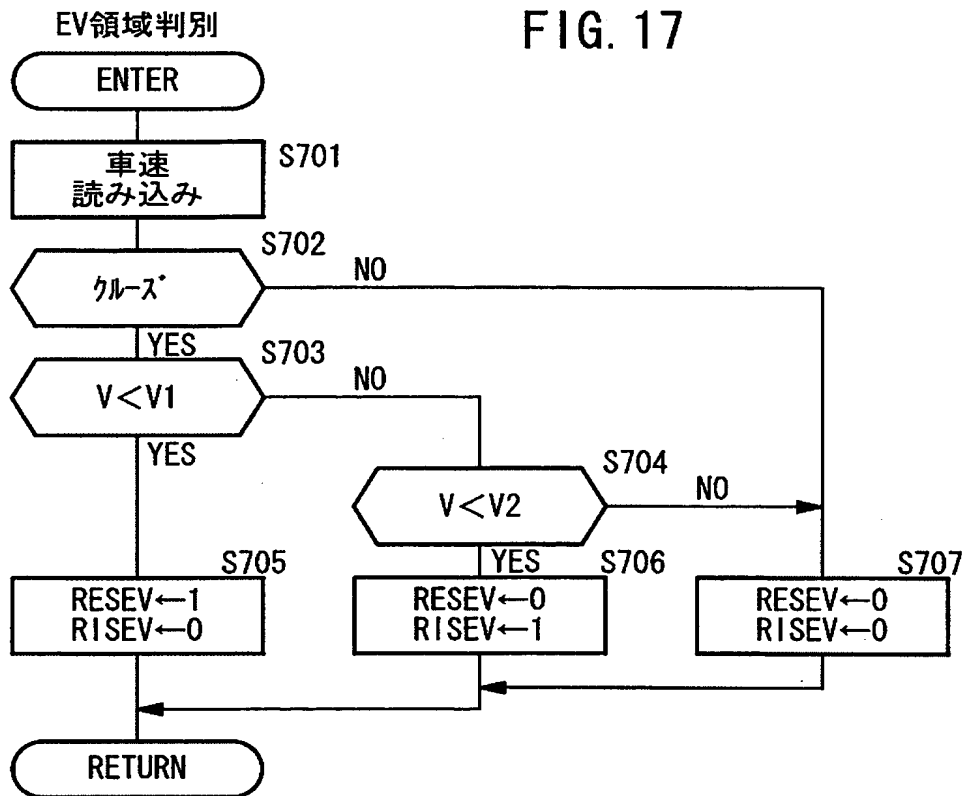 FIG. 17
EV領域判別
ENTER
車速
読み込み
S701
クルーズ
S702
NO
YES
V<V1
S703
NO
YES
V<V2
S704
NO
YES
S705
RESEV←1
RISEV←0
S706
RESEV←0
RISEV←1
S707
RESEV←0
RISEV←0
RETURN